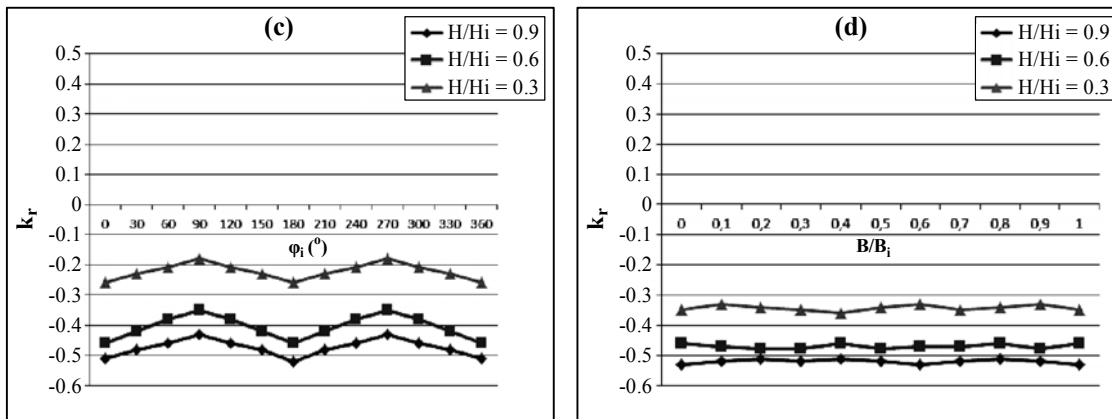 (c)
H/Hi = 0.9
H/Hi = 0.6
H/Hi = 0.3
0.5
0.4
0.3
0.2
0.1
0
-0.1
-0.2
-0.3
-0.4
-0.5
-0.6
kr
0 30 60 90 120 150 180 210 240 270 300 330 360
φi (°)
(d)
H/Hi = 0.9
H/Hi = 0.6
H/Hi = 0.3
0.5
0.4
0.3
0.2
0.1
0
-0.1
-0.2
-0.3
-0.4
-0.5
-0.6
kr
0 0,1 0,2 0,3 0,4 0,5 0,6 0,7 0,8 0,9 1
B/Bi